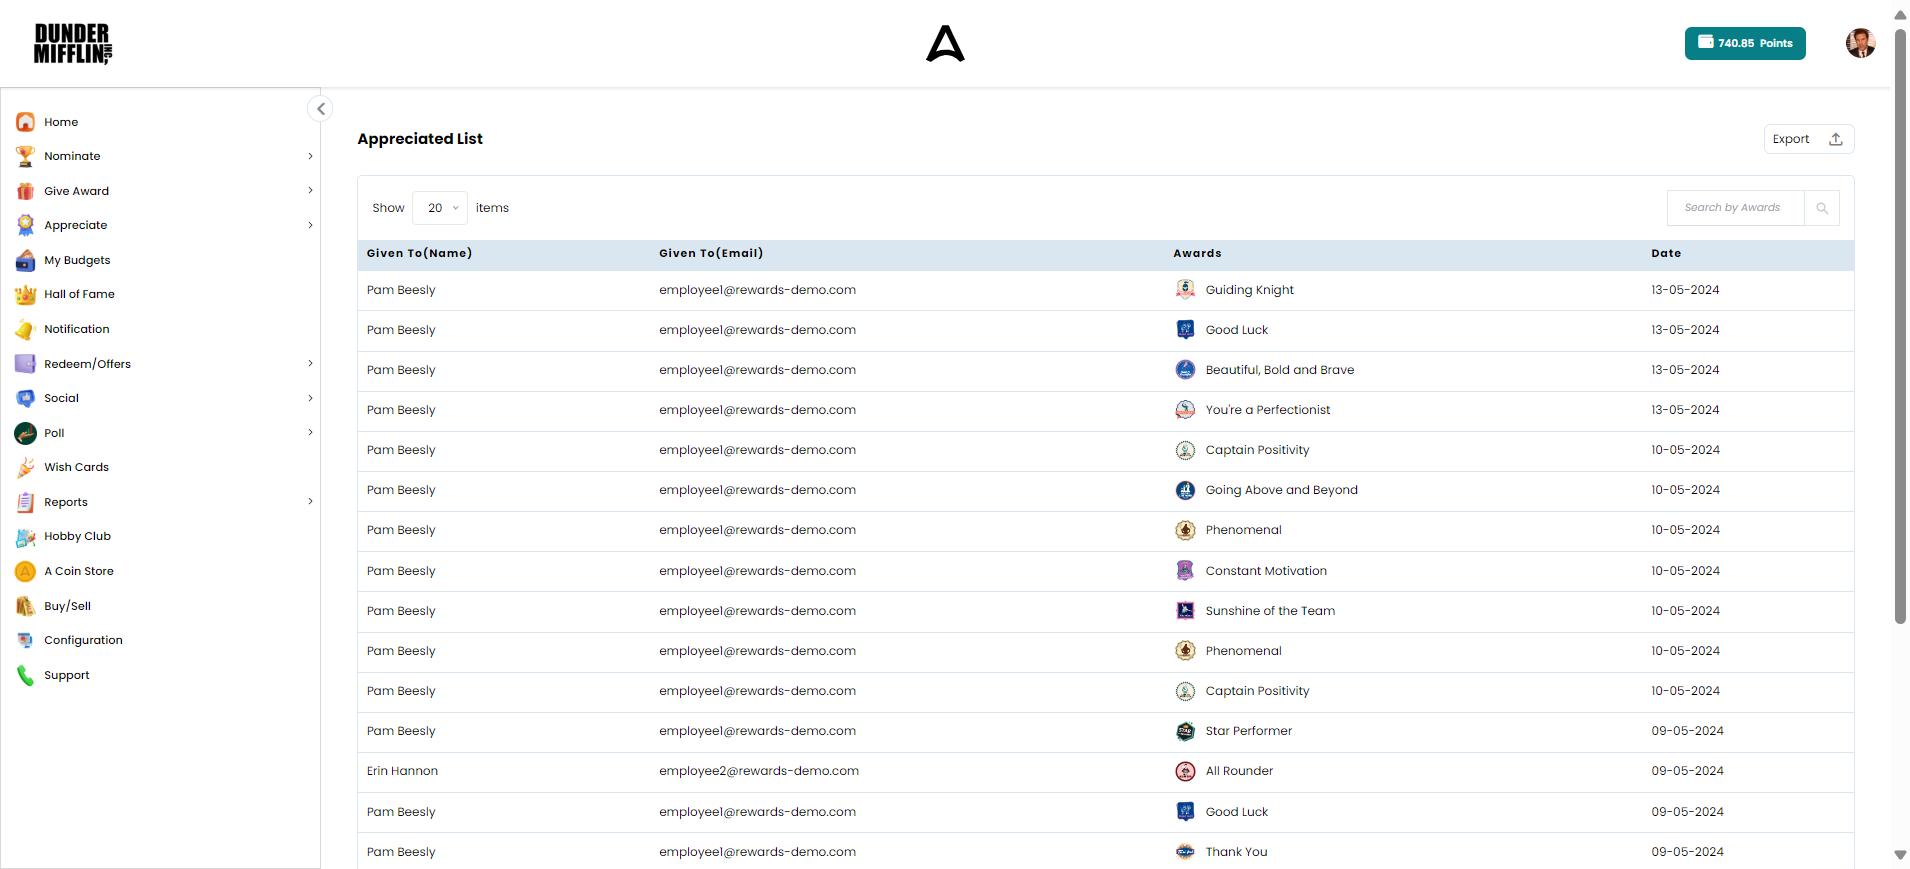 DUNDER
MIFFLIN, INC
740.85 Points
Home
Nominate
Give Award
Appreciate
My Budgets
Hall of Fame
Notification
Redeem/Offers
Social
Poll
Wish Cards
Reports
Hobby Club
A Coin Store
Buy/Sell
Configuration
Support
Appreciated List
Export
Show 20 items
Search by Awards
Given To(Name) Given To(Email) Awards Date
Pam Beesly employee1@rewards-demo.com Guiding Knight 13-05-2024
Pam Beesly employee1@rewards-demo.com Good Luck 13-05-2024
Pam Beesly employee1@rewards-demo.com Beautiful, Bold and Brave 13-05-2024
Pam Beesly employee1@rewards-demo.com You're a Perfectionist 13-05-2024
Pam Beesly employee1@rewards-demo.com Captain Positivity 10-05-2024
Pam Beesly employee1@rewards-demo.com Going Above and Beyond 10-05-2024
Pam Beesly employee1@rewards-demo.com Phenomenal 10-05-2024
Pam Beesly employee1@rewards-demo.com Constant Motivation 10-05-2024
Pam Beesly employee1@rewards-demo.com Sunshine of the Team 10-05-2024
Pam Beesly employee1@rewards-demo.com Phenomenal 10-05-2024
Pam Beesly employee1@rewards-demo.com Captain Positivity 10-05-2024
Pam Beesly employee1@rewards-demo.com Star Performer 09-05-2024
Erin Hannon employee2@rewards-demo.com All Rounder 09-05-2024
Pam Beesly employee1@rewards-demo.com Good Luck 09-05-2024
Pam Beesly employee1@rewards-demo.com Thank You 09-05-2024